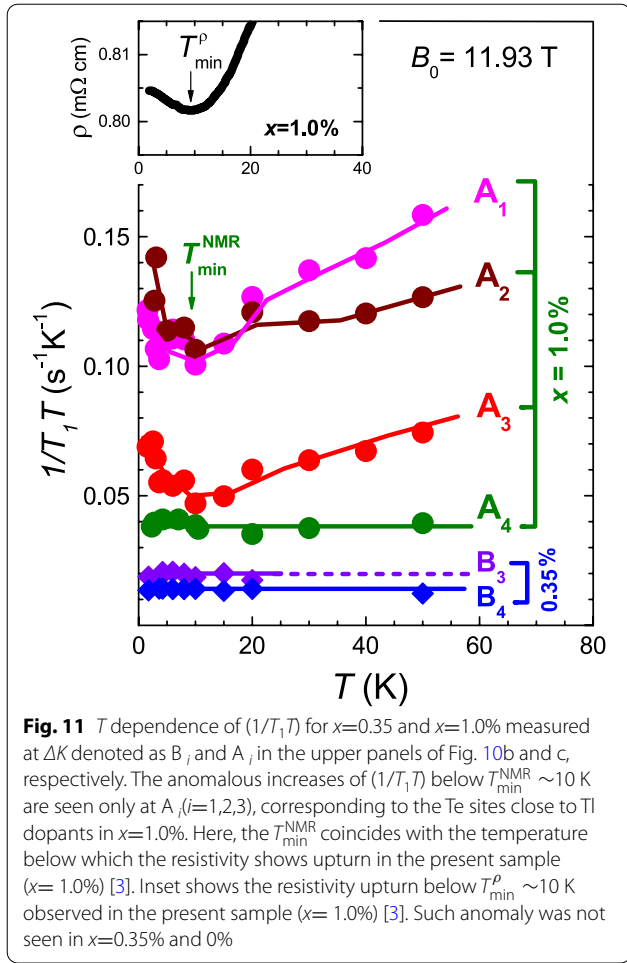 0.81
0.80
ρ (mΩ cm)
T^ρ_min
x=1.0%
0 20 40
B₀= 11.93 T
0.15
0.10
0.05
1/T₁T (s⁻¹K⁻¹)
T^NMR_min
A₁
A₂
A₃
A₄
x = 1.0%
B₃
B₄
0.35%
0 20 40 60 80
T (K)
Fig. 11 T dependence of (1/T₁T) for x=0.35 and x=1.0% measured
at ΔK denoted as B ᵢ and A ᵢ in the upper panels of Fig. 10b and c,
respectively. The anomalous increases of (1/T₁T) below T^NMR_min ∼10 K
are seen only at A ᵢ(i=1,2,3), corresponding to the Te sites close to Tl
dopants in x=1.0%. Here, the T^NMR_min coincides with the temperature
below which the resistivity shows upturn in the present sample
(x= 1.0%) [3]. Inset shows the resistivity upturn below T^ρ_min ∼10 K
observed in the present sample (x= 1.0%) [3]. Such anomaly was not
seen in x=0.35% and 0%